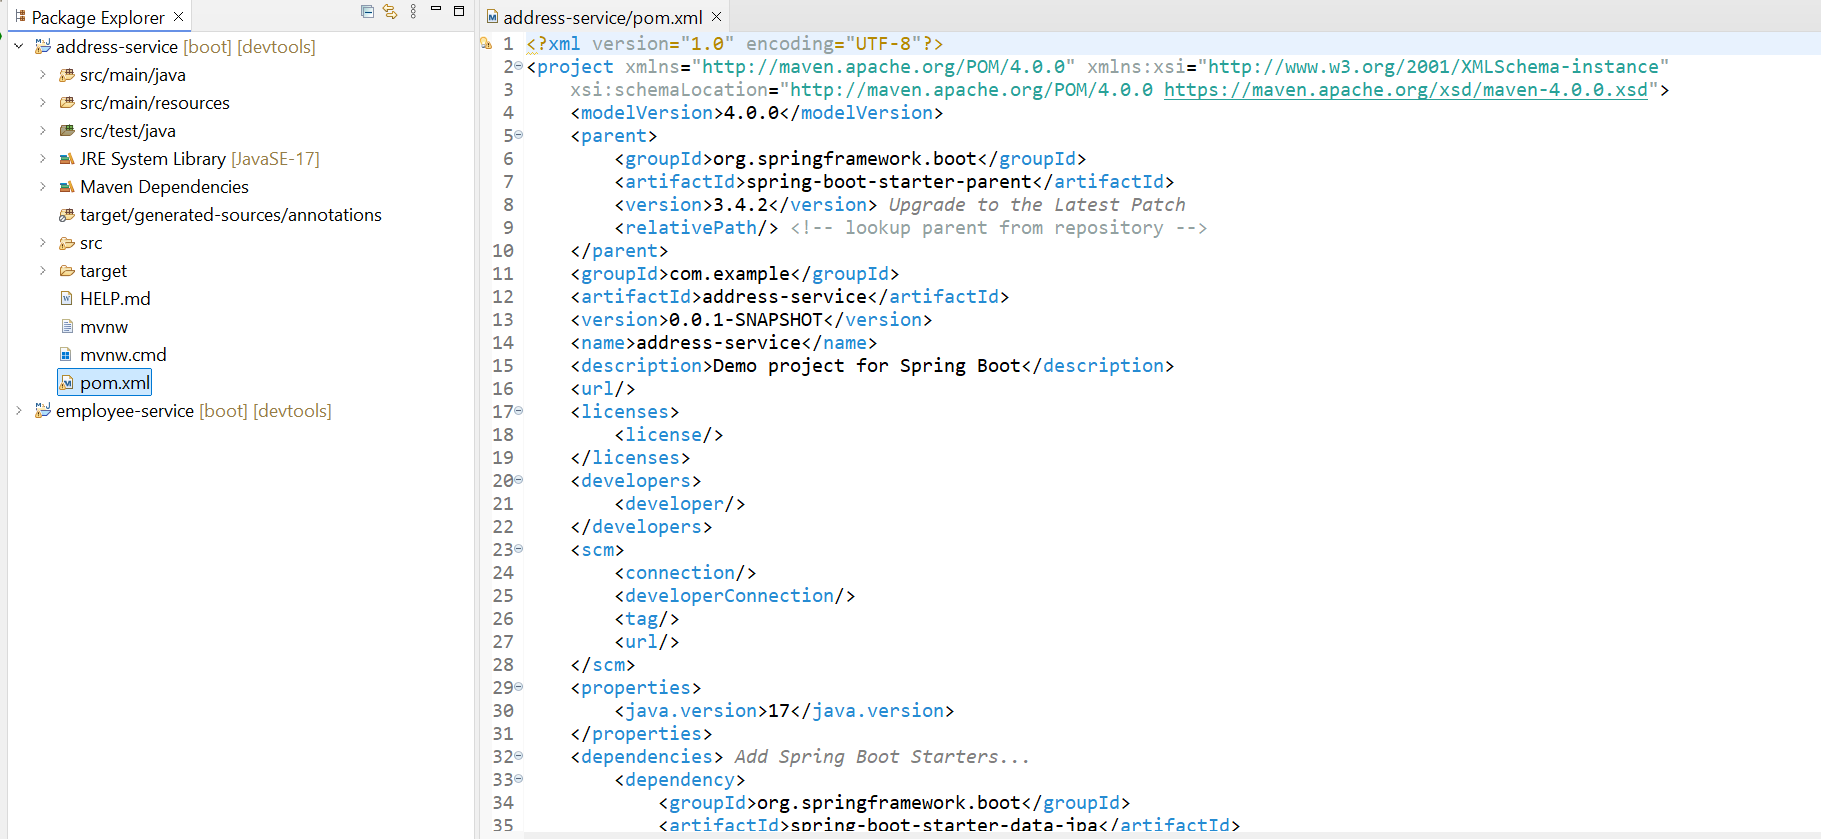 Package Explorer
address-service [boot] [devtools]
src/main/java
src/main/resources
src/test/java
JRE System Library [JavaSE-17]
Maven Dependencies
target/generated-sources/annotations
src
target
HELP.md
mvnw
mvnw.cmd
pom.xml
employee-service [boot] [devtools]
address-service/pom.xml
1 <?xml version="1.0" encoding="UTF-8"?>
2 <project xmlns="http://maven.apache.org/POM/4.0.0" xmlns:xsi="http://www.w3.org/2001/XMLSchema-instance"
3 xsi:schemaLocation="http://maven.apache.org/POM/4.0.0 https://maven.apache.org/xsd/maven-4.0.0.xsd">
4 <modelVersion>4.0.0</modelVersion>
5 <parent>
6 <groupId>org.springframework.boot</groupId>
7 <artifactId>spring-boot-starter-parent</artifactId>
8 <version>3.4.2</version> Upgrade to the Latest Patch
9 <relativePath/> <!-- lookup parent from repository -->
10 </parent>
11 <groupId>com.example</groupId>
12 <artifactId>address-service</artifactId>
13 <version>0.0.1-SNAPSHOT</version>
14 <name>address-service</name>
15 <description>Demo project for Spring Boot</description>
16 <url/>
17 <licenses>
18 <license/>
19 </licenses>
20 <developers>
21 <developer/>
22 </developers>
23 <scm>
24 <connection/>
25 <developerConnection/>
26 <tag/>
27 <url/>
28 </scm>
29 <properties>
30 <java.version>17</java.version>
31 </properties>
32 <dependencies> Add Spring Boot Starters...
33 <dependency>
34 <groupId>org.springframework.boot</groupId>
35 <artifactId>spring-boot-starter-data-jpa</artifactId>